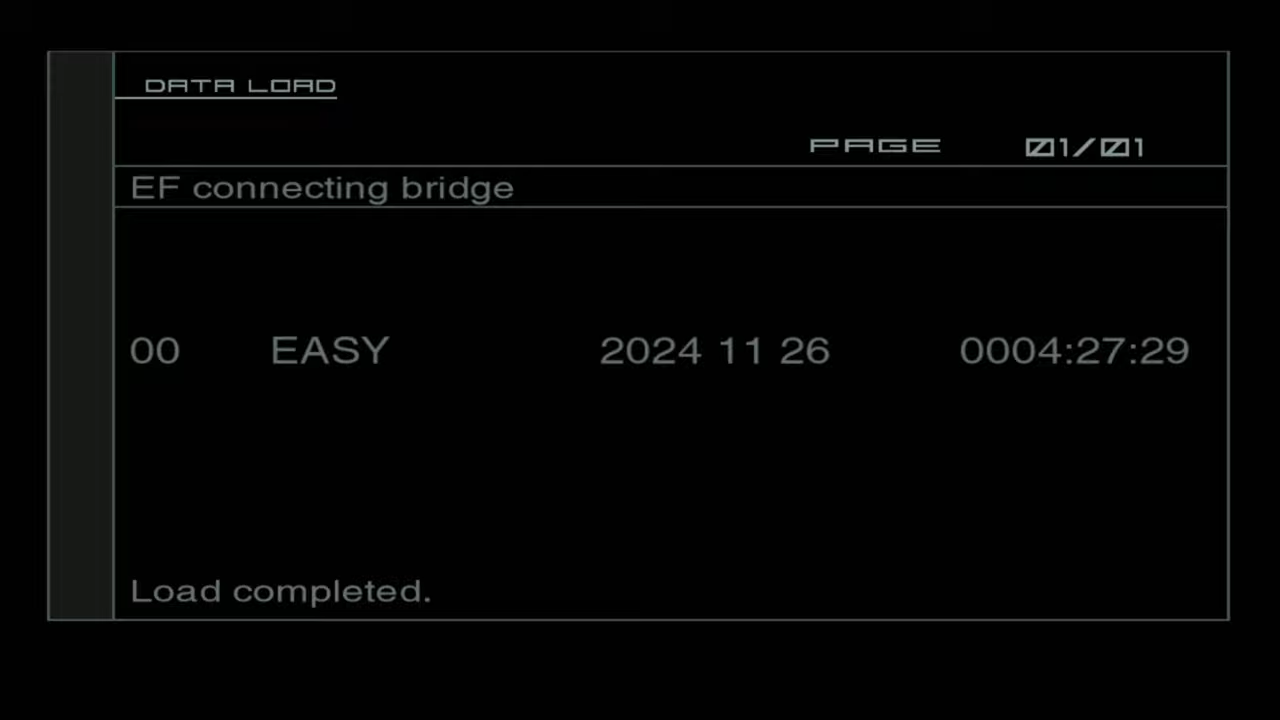 DATA LOAD
PAGE 01/01
EF connecting bridge
00 EASY 2024 11 26 0004:27:29
Load completed.